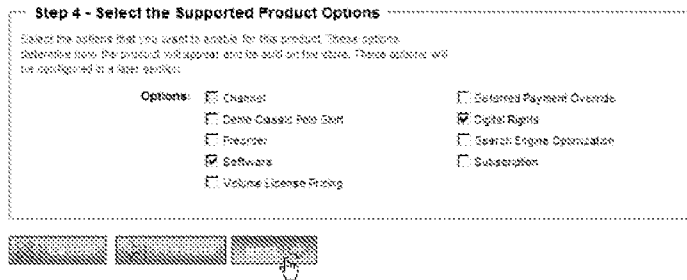 Step 4 - Select the Supported Product Options
Select the options that you want to enable for this product. These options
determine how the product will appear and be sold on the store. These options will
be configured in a later section.
Options:
Channel
Demo Classic Polo Shirt
Preorder
Software
Volume License Pricing
Deferred Payment Override
Digital Rights
Search Engine Optimization
Subscription